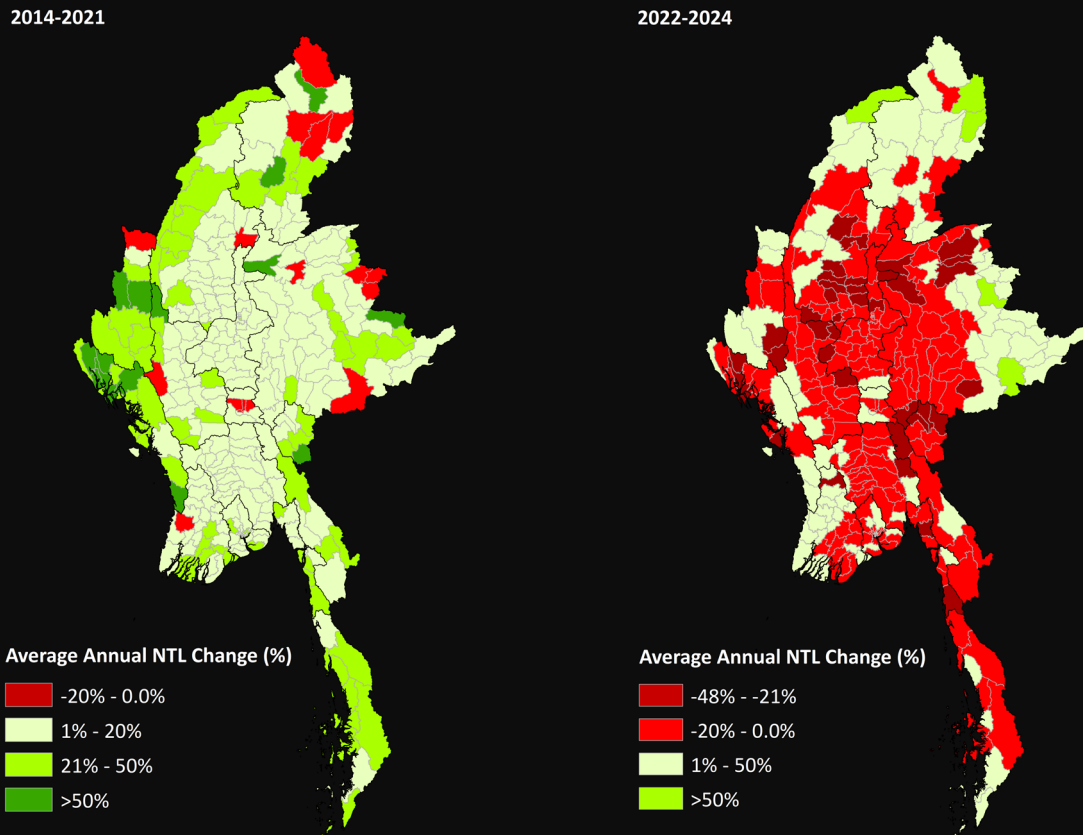 2014-2021
2022-2024
Average Annual NTL Change (%)
-20% - 0.0%
1% - 20%
21% - 50%
>50%
Average Annual NTL Change (%)
-48% - -21%
-20% - 0.0%
1% - 50%
>50%